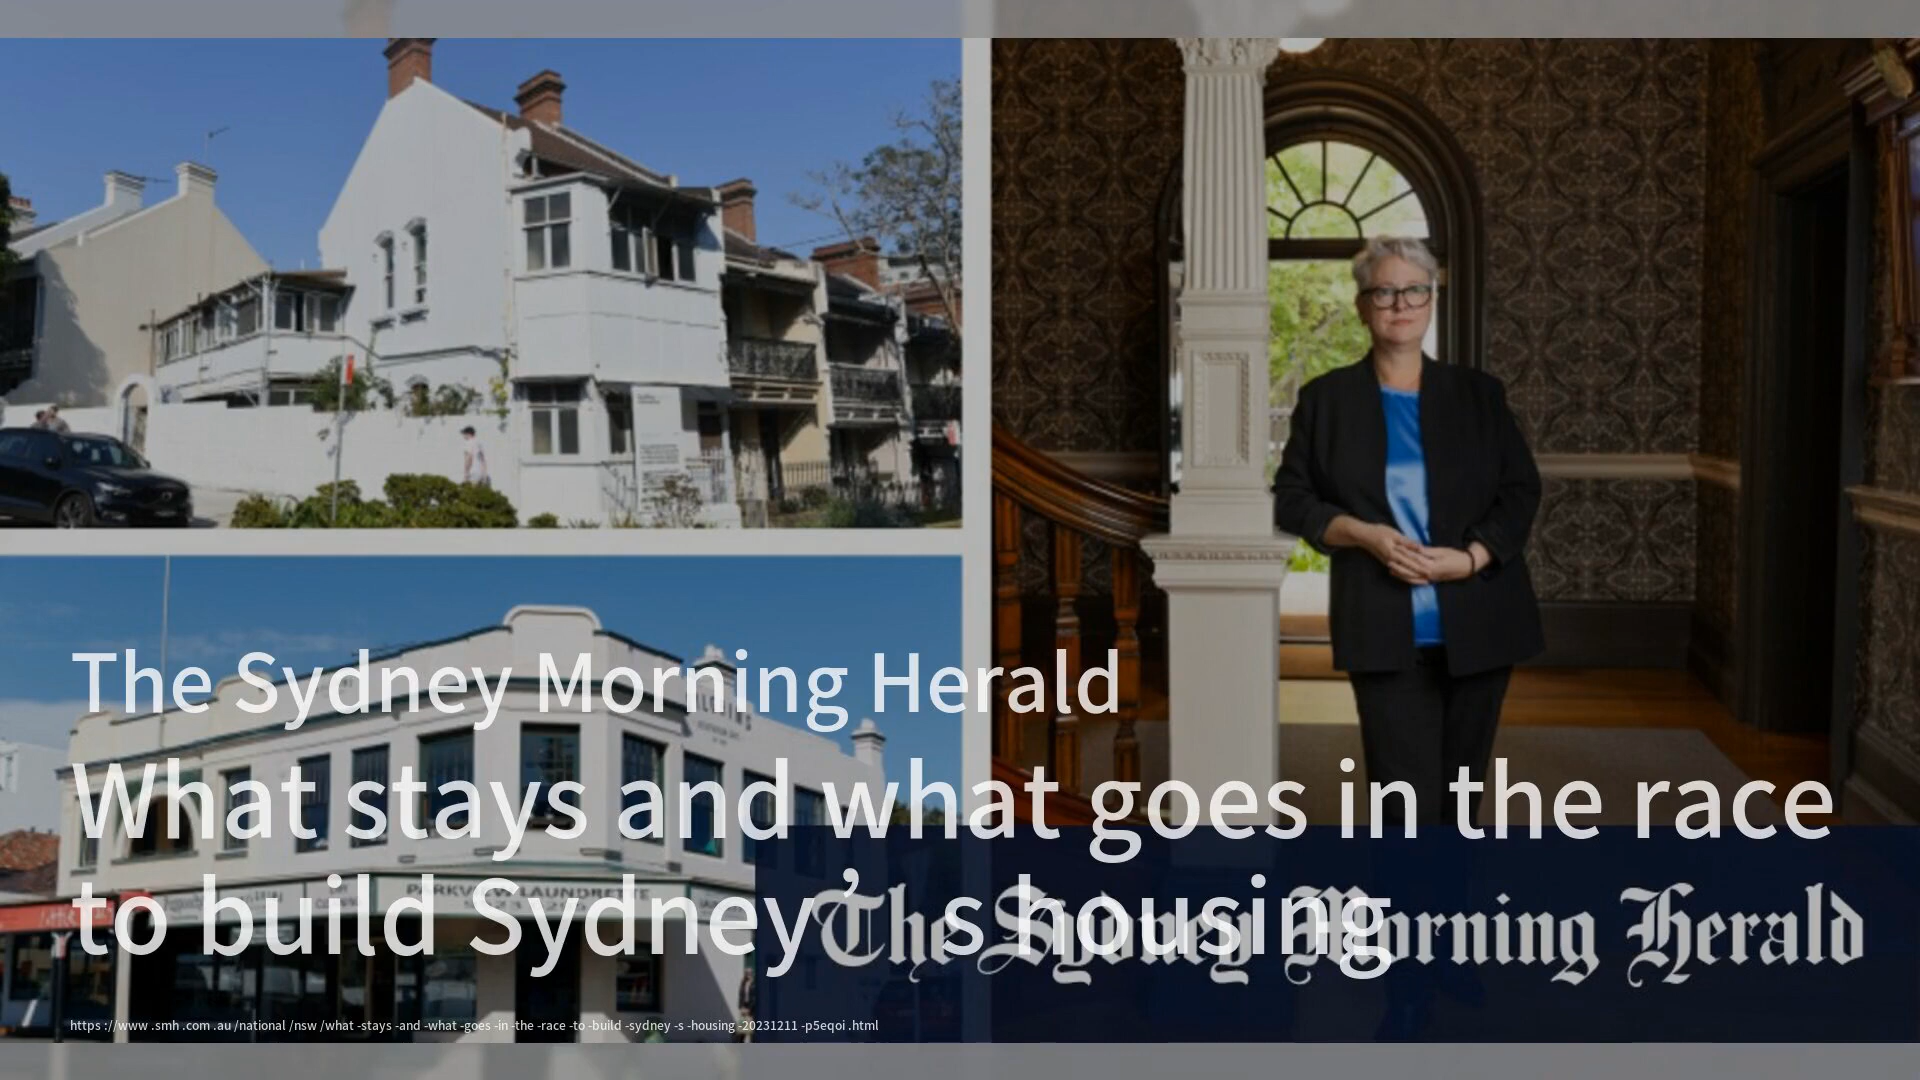 The Sydney Morning Herald
What stays and what goes in the race
to build Sydney’s housing
PARKVIEW LAUNDRETTE
The Sydney Morning Herald
https://www.smh.com.au/national/nsw/what-stays-and-what-goes-in-the-race-to-build-sydney-s-housing-20231211-p5eqoi.html